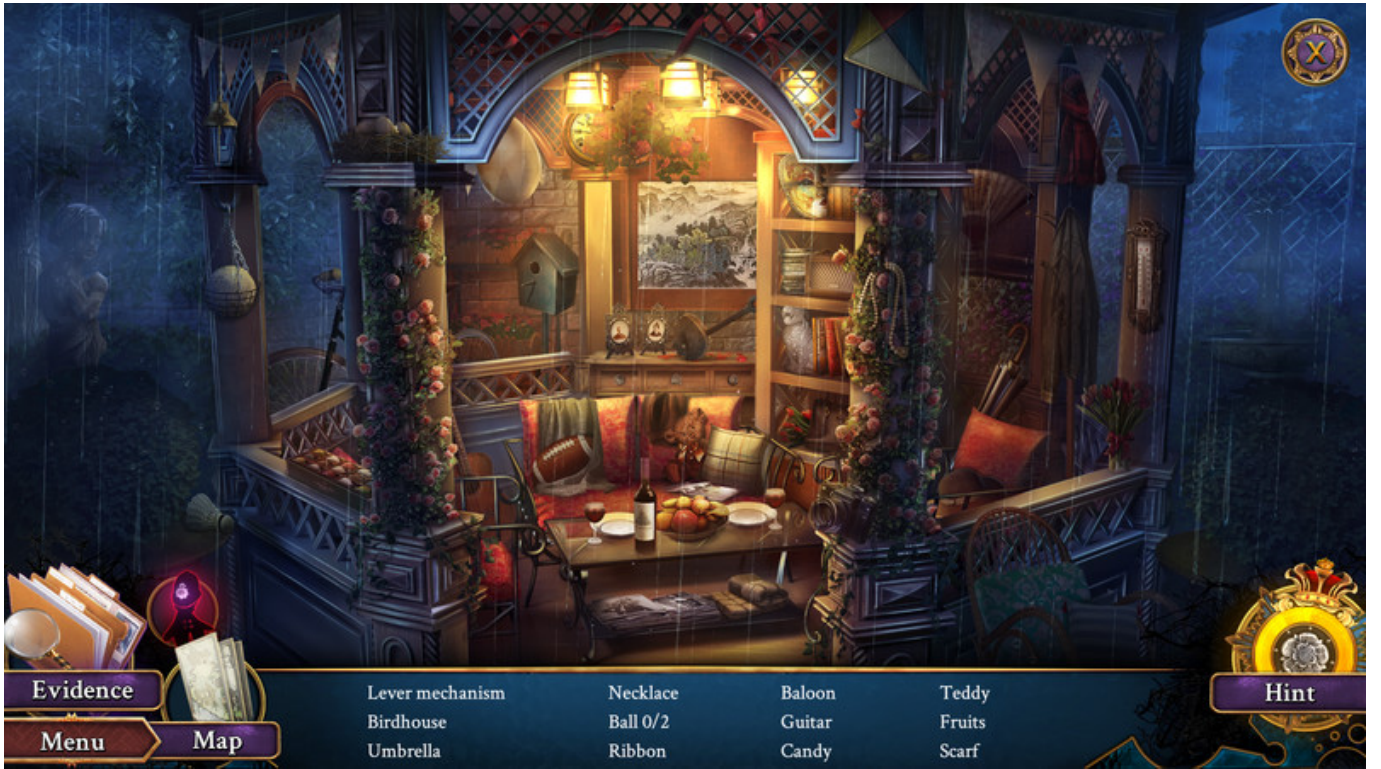 X
Evidence
Menu
Map
Lever mechanism
Necklace
Baloon
Teddy
Birdhouse
Ball 0/2
Guitar
Fruits
Umbrella
Ribbon
Candy
Scarf
Hint